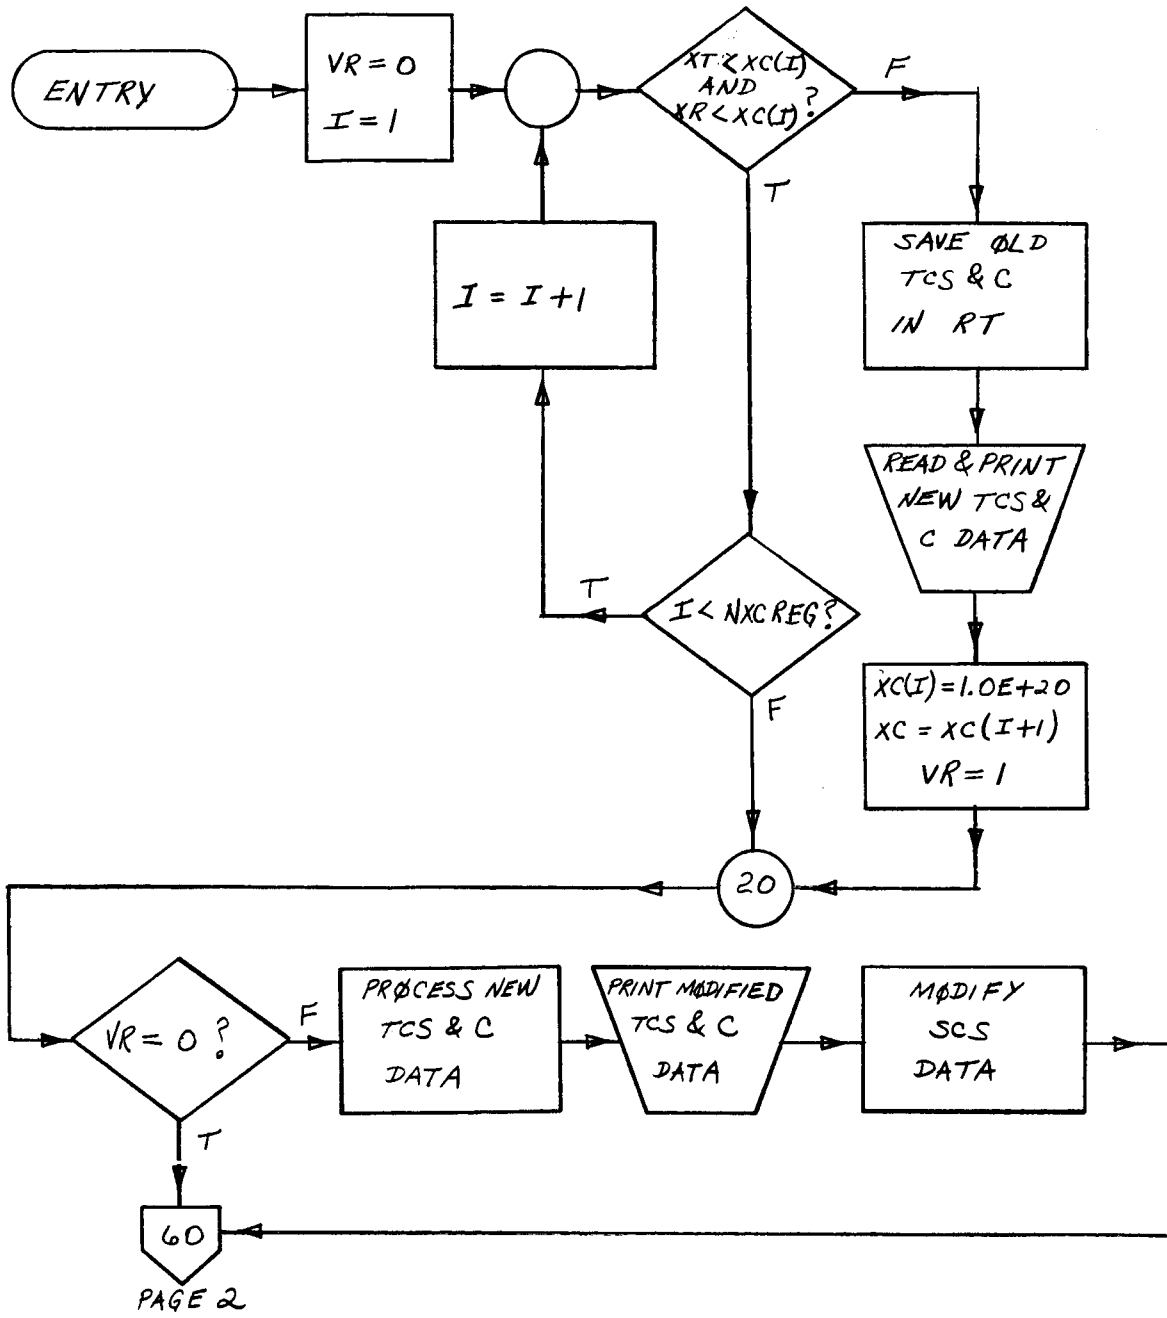 ENTRY
VR = 0
I = 1
XT < XC(I)
AND
XR < XC(I) ?
F
T
SAVE ØLD
TCS & C
IN RT
I = I + 1
READ & PRINT
NEW TCS &
C DATA
T
I < NXCREG?
F
XC(I) = 1.0E+20
XC = XC(I+1)
VR = 1
20
VR = 0 ?
F
T
PRØCESS NEW
TCS & C
DATA
PRINT MØDIFIED
TCS & C
DATA
MØDIFY
SCS
DATA
60
PAGE 2